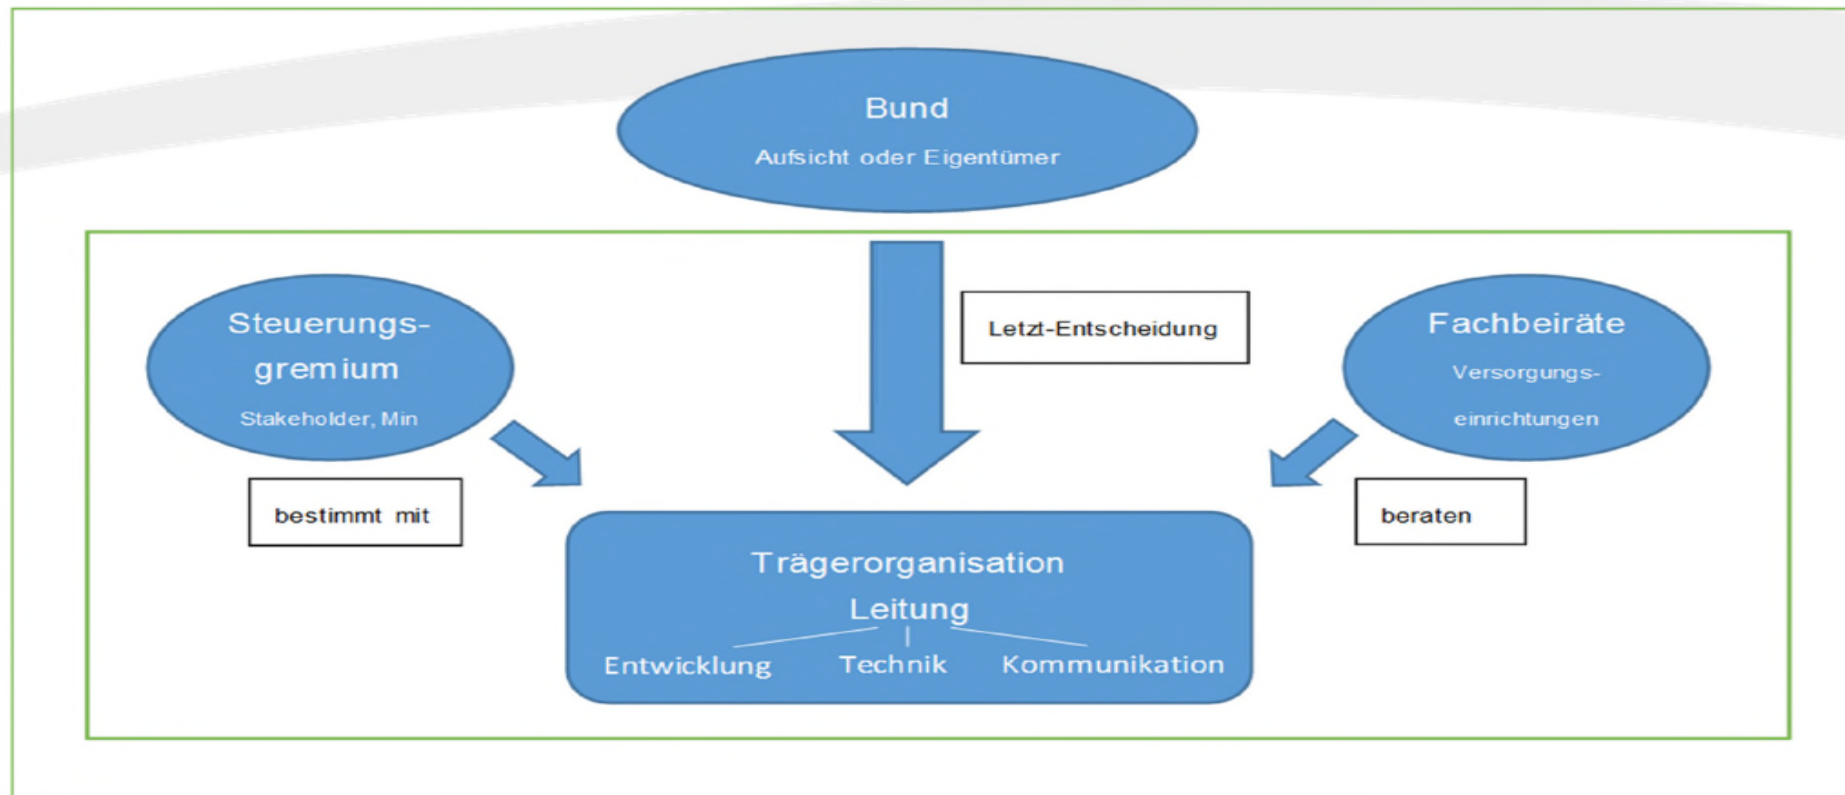 Bund
Aufsicht oder Eigentümer
Letzt-Entscheidung
Steuerungs-
gremium
Stakeholder, Min
bestimmt mit
Fachbeiräte
Versorgungs-
einrichtungen
beraten
Trägerorganisation
Leitung
Entwicklung Technik Kommunikation